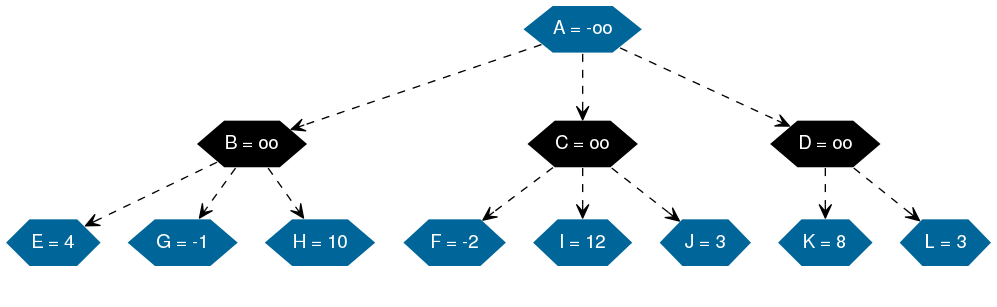 A = -oo
B = oo
C = oo
D = oo
E = 4
G = -1
H = 10
F = -2
I = 12
J = 3
K = 8
L = 3